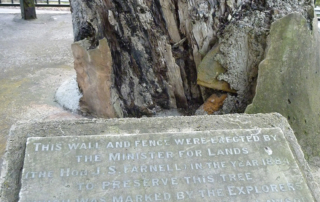 THIS WALL AND FENCE WERE ERECTED BY
THE MINISTER FOR LANDS
(THE HON. J. S. FARNELL) IN THE YEAR
TO PRESERVE THIS TREE
MARKED BY THE EXPLORERS